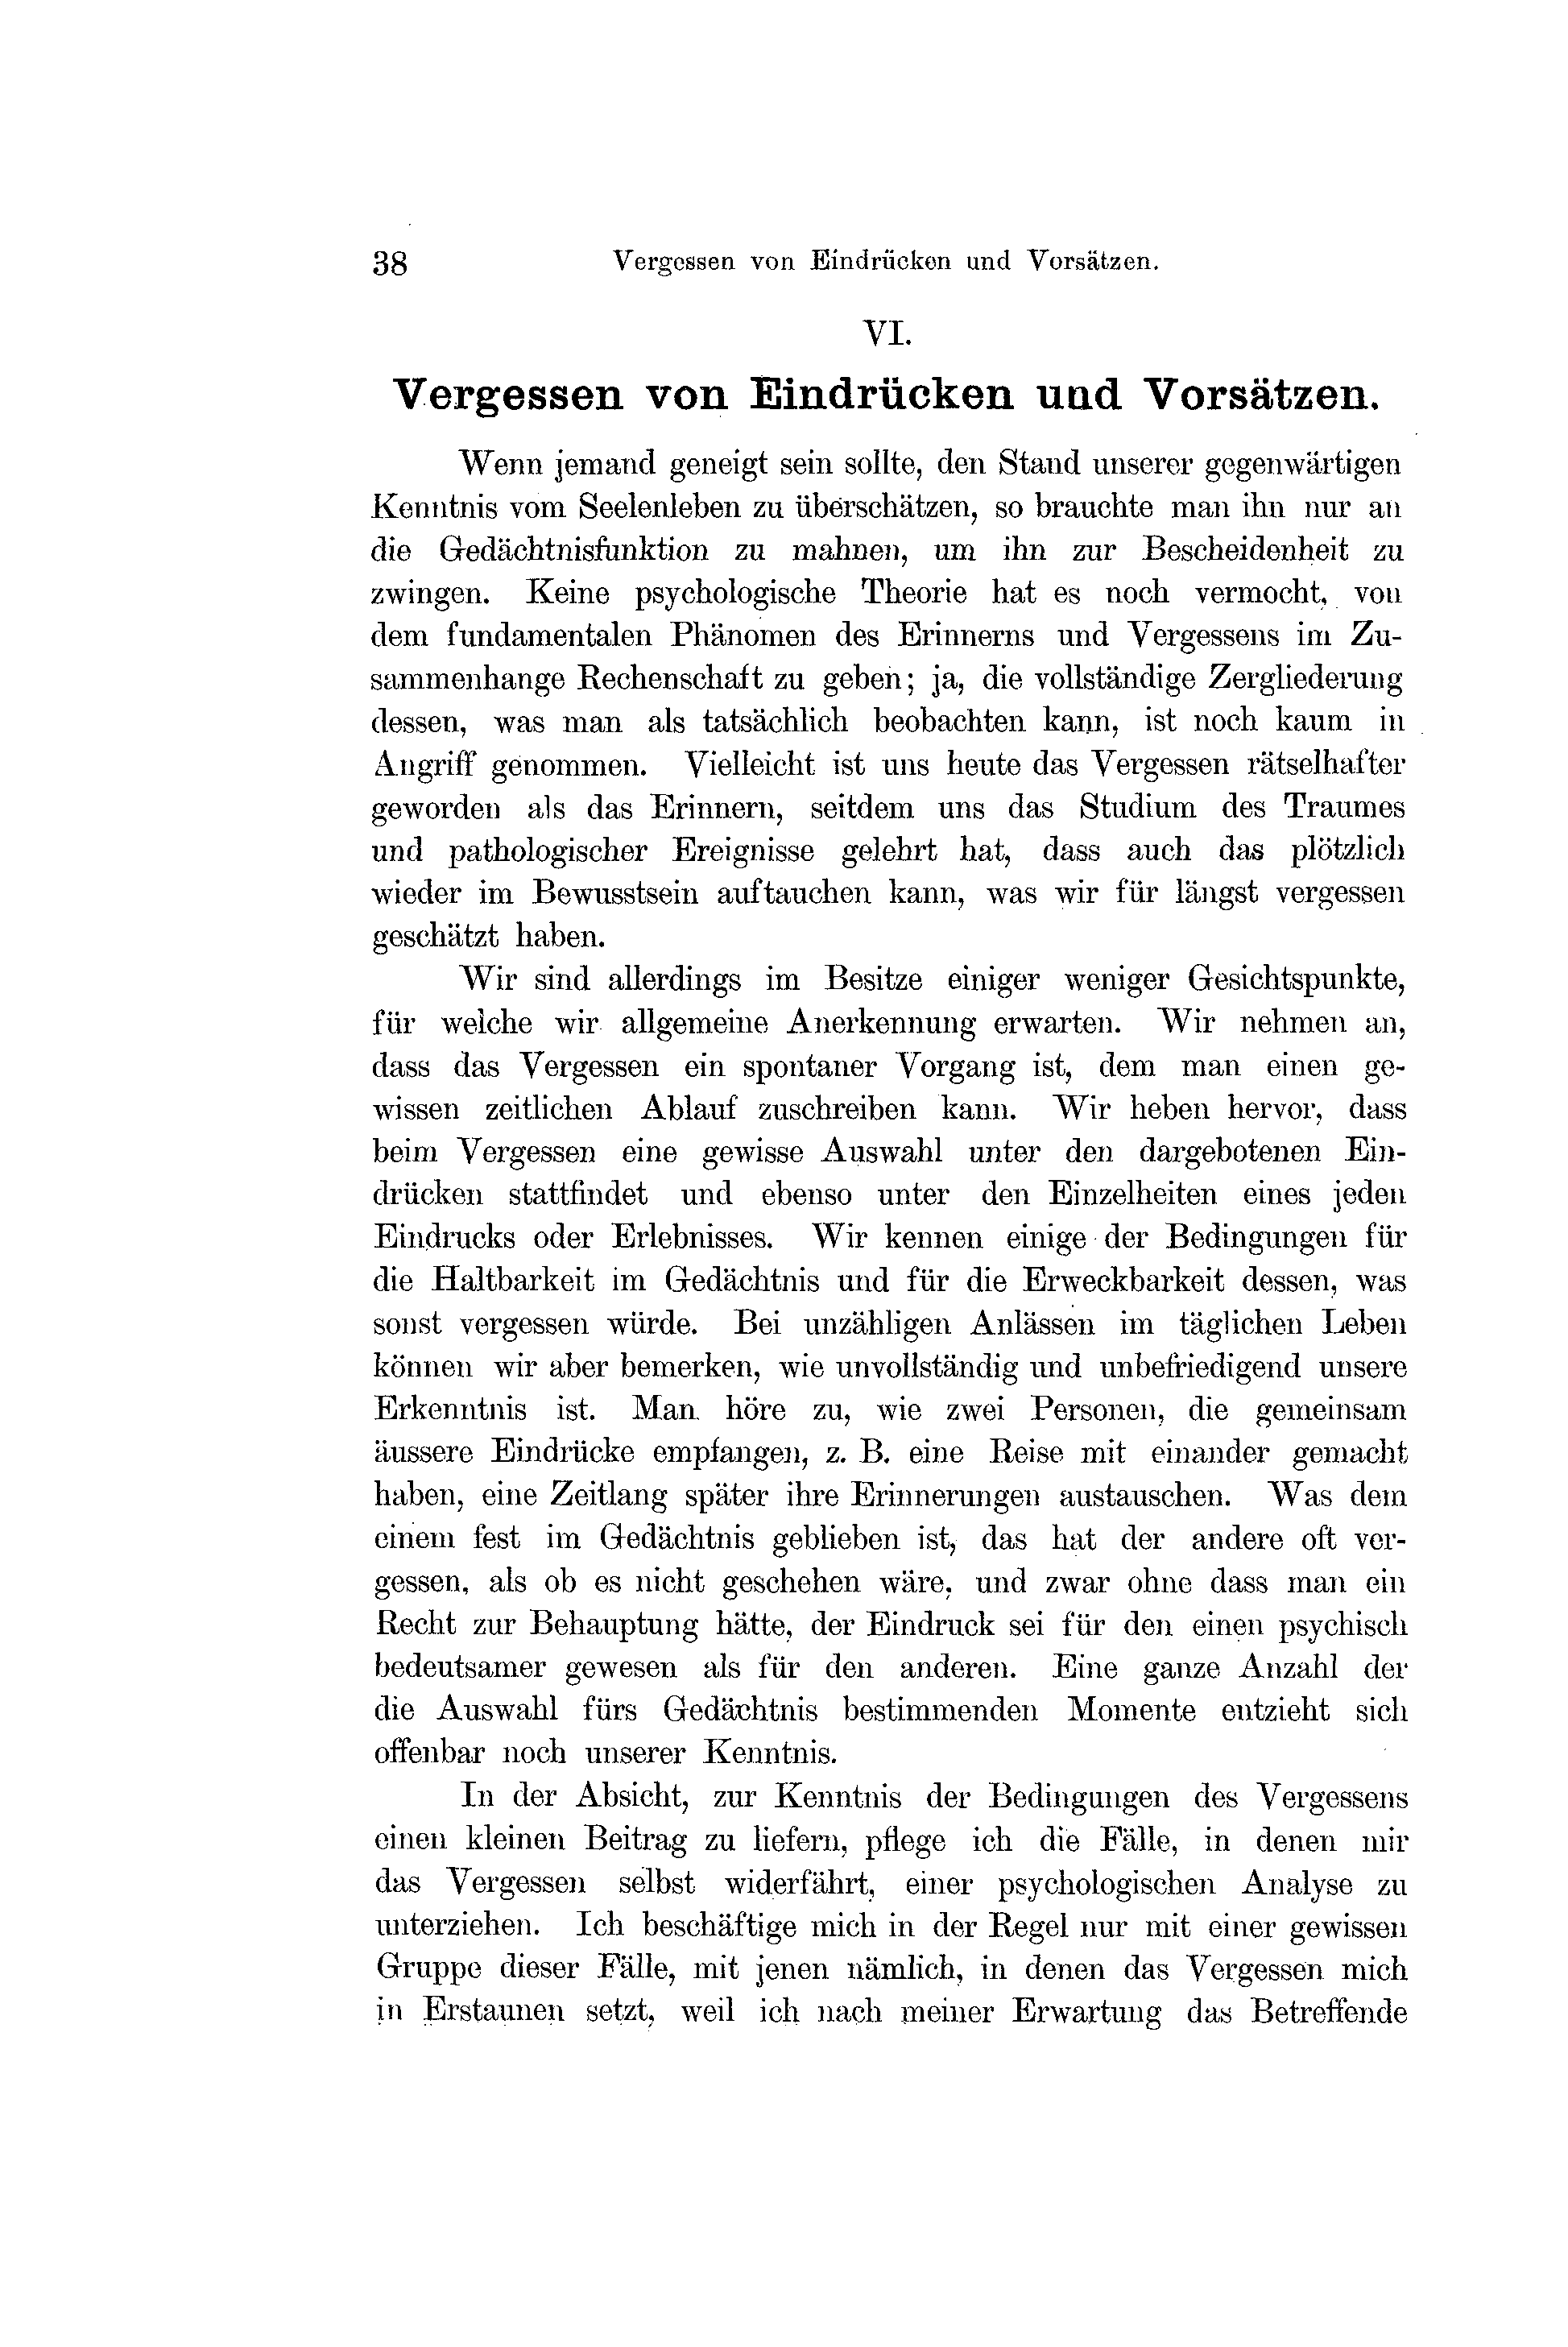 38 Vergessen von Eindrücken und Vorsätzen.
VI.
Vergessen von Eindrücken und Vorsätzen.
Wenn jemand geneigt sein sollte, den Stand unserer gegenwärtigen
Kenntnis vom Seelenleben zu überschätzen, so brauchte man ihn nur an
die Gedächtnisfunktion zu mahnen, um ihn zur Bescheidenheit zu
zwingen. Keine psychologische Theorie hat es noch vermocht, von
dem fundamentalen Phänomen des Erinnerns und Vergessens im Zu-
sammenhange Rechenschaft zu geben; ja, die vollständige Zergliederung
dessen, was man als tatsächlich beobachten kann, ist noch kaum in
Angriff genommen. Vielleicht ist uns heute das Vergessen rätselhafter
geworden als das Erinnern, seitdem uns das Studium des Traumes
und pathologischer Ereignisse gelehrt hat, dass auch das plötzlich
wieder im Bewusstsein auftauchen kann, was wir für längst vergessen
geschätzt haben.
Wir sind allerdings im Besitze einiger weniger Gesichtspunkte,
für welche wir allgemeine Anerkennung erwarten. Wir nehmen an,
dass das Vergessen ein spontaner Vorgang ist, dem man einen ge-
wissen zeitlichen Ablauf zuschreiben kann. Wir heben hervor, dass
beim Vergessen eine gewisse Auswahl unter den dargebotenen Ein-
drücken stattfindet und ebenso unter den Einzelheiten eines jeden
Eindrucks oder Erlebnisses. Wir kennen einige der Bedingungen für
die Haltbarkeit im Gedächtnis und für die Erweckbarkeit dessen, was
sonst vergessen würde. Bei unzähligen Anlässen im täglichen Leben
können wir aber bemerken, wie unvollständig und unbefriedigend unsere
Erkenntnis ist. Man höre zu, wie zwei Personen, die gemeinsam
äussere Eindrücke empfangen, z. B. eine Reise mit einander gemacht
haben, eine Zeitlang später ihre Erinnerungen austauschen. Was dem
einem fest im Gedächtnis geblieben ist, das hat der andere oft ver-
gessen, als ob es nicht geschehen wäre, und zwar ohne dass man ein
Recht zur Behauptung hätte, der Eindruck sei für den einen psychisch
bedeutsamer gewesen als für den anderen. Eine ganze Anzahl der
die Auswahl fürs Gedächtnis bestimmenden Momente entzieht sich
offenbar noch unserer Kenntnis.
In der Absicht, zur Kenntnis der Bedingungen des Vergessens
einen kleinen Beitrag zu liefern, pflege ich die Fälle, in denen mir
das Vergessen selbst widerfährt, einer psychologischen Analyse zu
unterziehen. Ich beschäftige mich in der Regel nur mit einer gewissen
Gruppe dieser Fälle, mit jenen nämlich, in denen das Vergessen mich
in Erstaunen setzt, weil ich nach meiner Erwartung das Betreffende